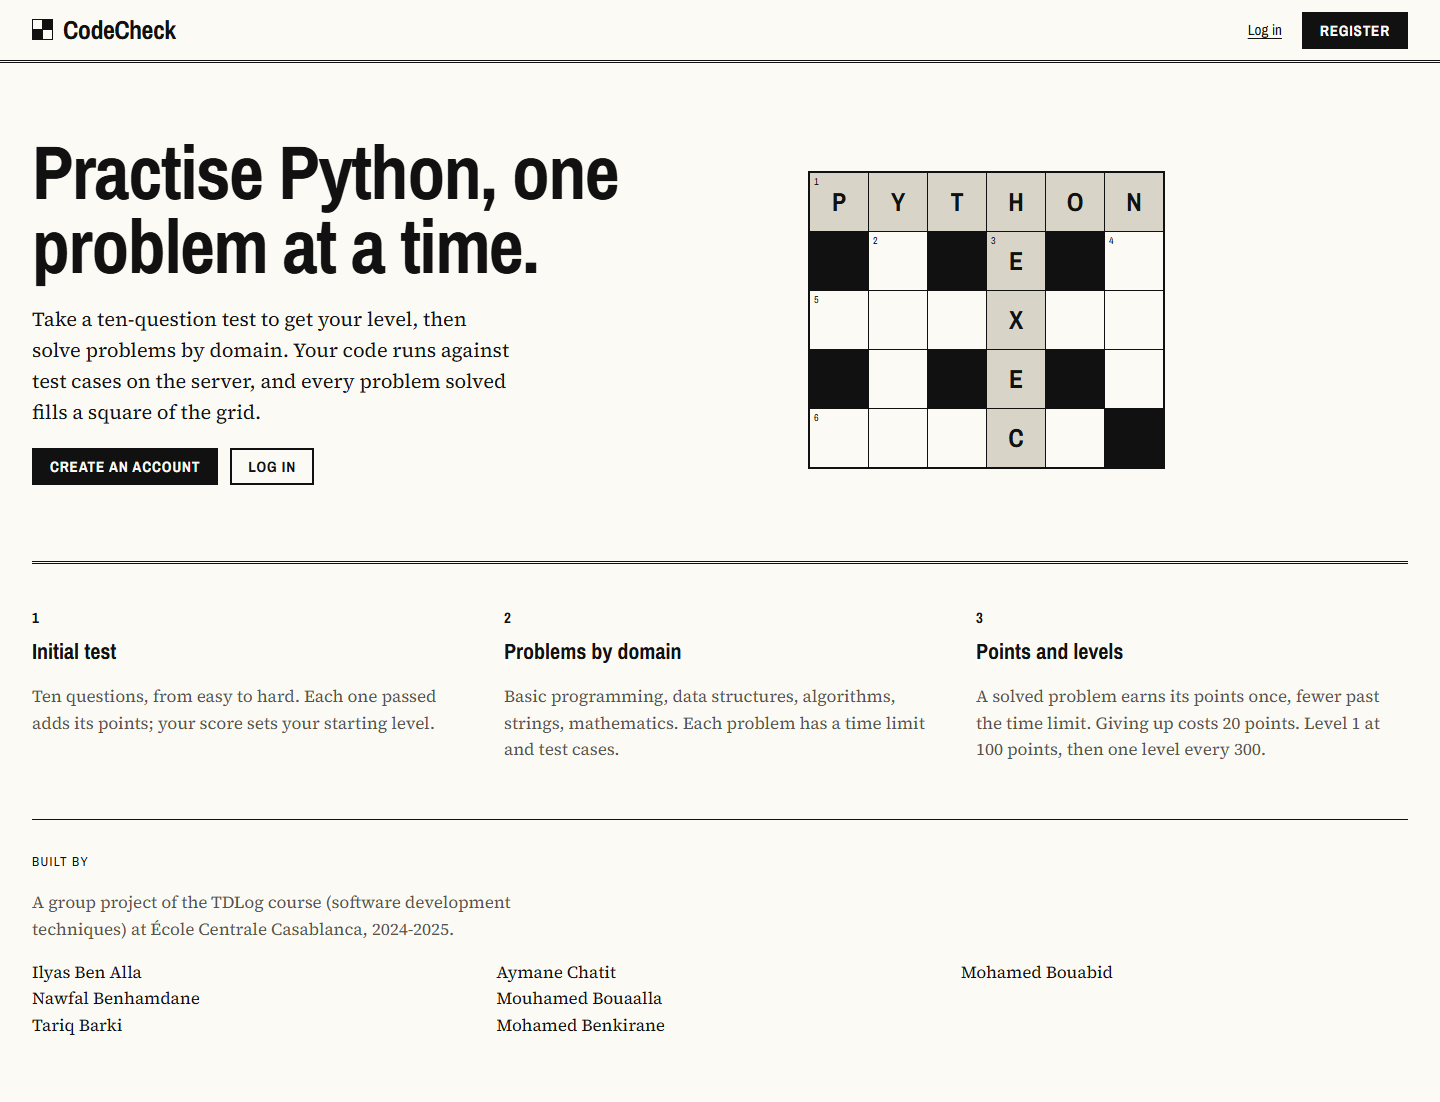 CodeCheck
Log in
REGISTER
Practise Python, one
problem at a time.
Take a ten-question test to get your level, then
solve problems by domain. Your code runs against
test cases on the server, and every problem solved
fills a square of the grid.
CREATE AN ACCOUNT
LOG IN
1
P Y T H O N
2 3 4
E
5
X
E
6
C
1
Initial test
Ten questions, from easy to hard. Each one passed
adds its points; your score sets your starting level.
2
Problems by domain
Basic programming, data structures, algorithms,
strings, mathematics. Each problem has a time limit
and test cases.
3
Points and levels
A solved problem earns its points once, fewer past
the time limit. Giving up costs 20 points. Level 1 at
100 points, then one level every 300.
BUILT BY
A group project of the TDLog course (software development
techniques) at École Centrale Casablanca, 2024-2025.
Ilyas Ben Alla
Nawfal Benhamdane
Tariq Barki
Aymane Chatit
Mouhamed Bouaalla
Mohamed Benkirane
Mohamed Bouabid